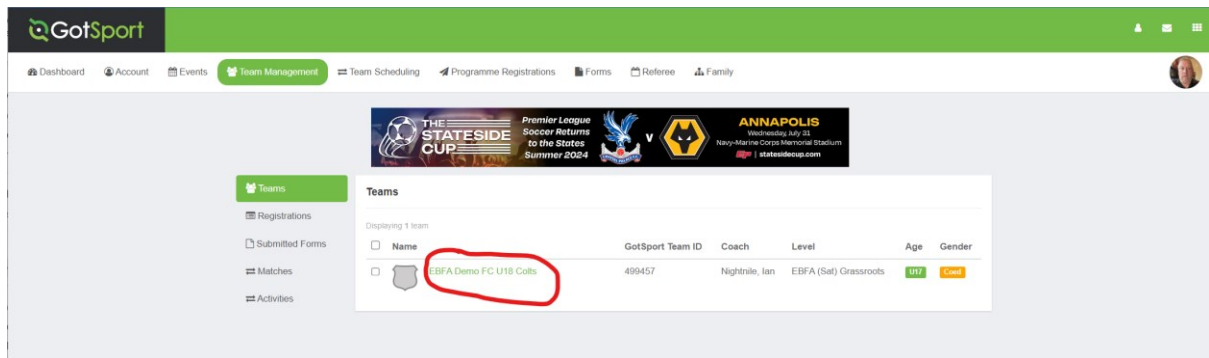 GotSport
Dashboard Account Events Team Management Team Scheduling Programme Registrations Forms Referee Family
THE STATESIDE CUP
Premier League Soccer Returns to the States Summer 2024
V
ANNAPOLIS
Wednesday, July 31
Navy-Marine Corps Memorial Stadium
statesidecup.com
Teams
Registrations
Submitted Forms
Matches
Activities
Teams
Displaying 1 team
Name GotSport Team ID Coach Level Age Gender
EBFA Demo FC U18 Colts 499457 Nightnile, Ian EBFA (Sat) Grassroots U17 Coed